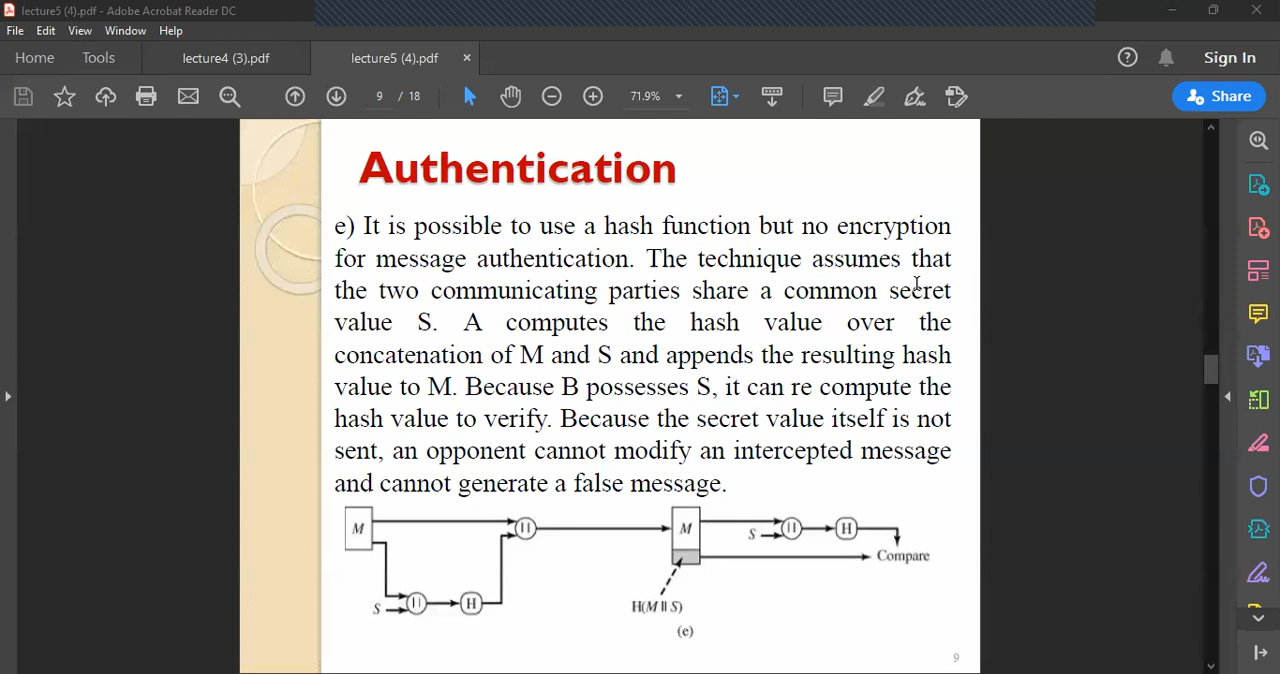 lecture5 (4).pdf - Adobe Acrobat Reader DC
File Edit View Window Help
Home Tools lecture4 (3).pdf lecture5 (4).pdf × Sign In
9 / 18 71.9% Share
Authentication
e) It is possible to use a hash function but no encryption
for message authentication. The technique assumes that
the two communicating parties share a common secret
value S. A computes the hash value over the
concatenation of M and S and appends the resulting hash
value to M. Because B possesses S, it can re compute the
hash value to verify. Because the secret value itself is not
sent, an opponent cannot modify an intercepted message
and cannot generate a false message.
M || M S || H
Compare
S || H H(M || S)
(e)
9